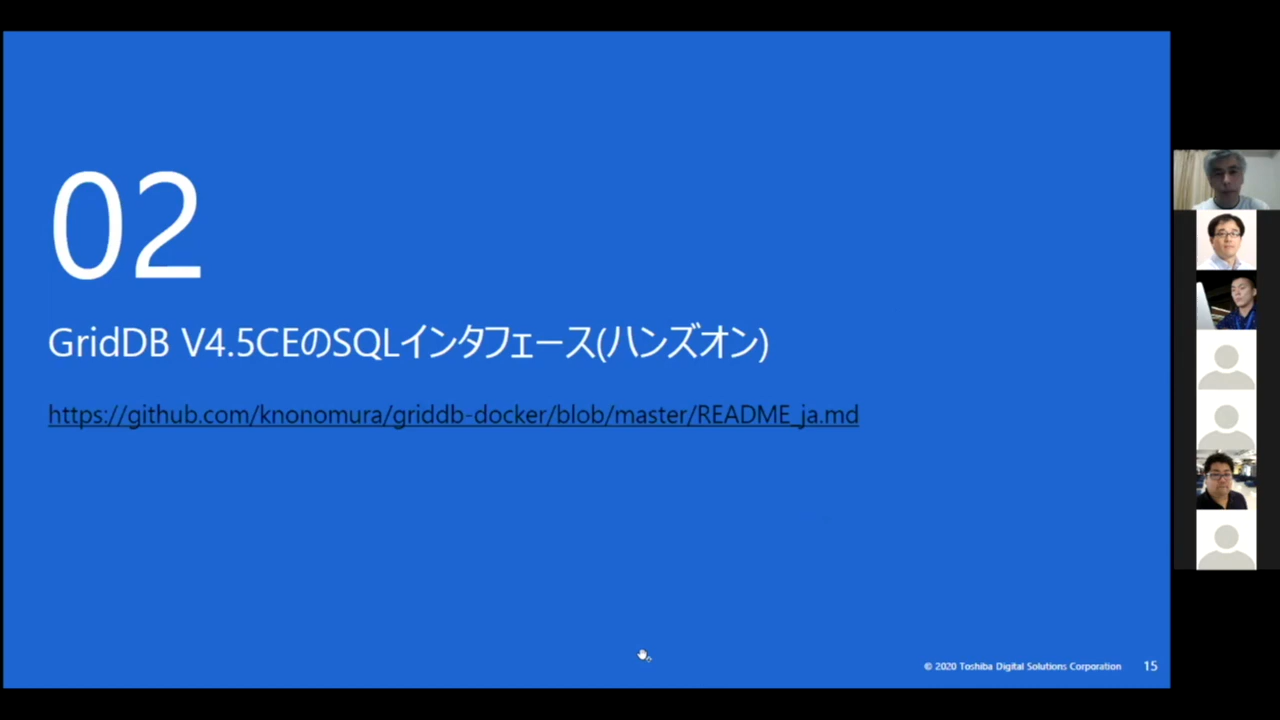 02
GridDB V4.5CEのSQLインタフェース(ハンズオン)
https://github.com/knonomura/griddb-docker/blob/master/README_ja.md
© 2020 Toshiba Digital Solutions Corporation 15